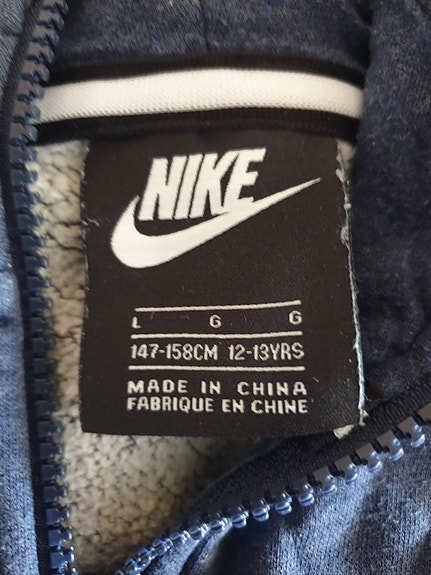 NIKE
L G G
147-158CM 12-13YRS
MADE IN CHINA
FABRIQUE EN CHINE